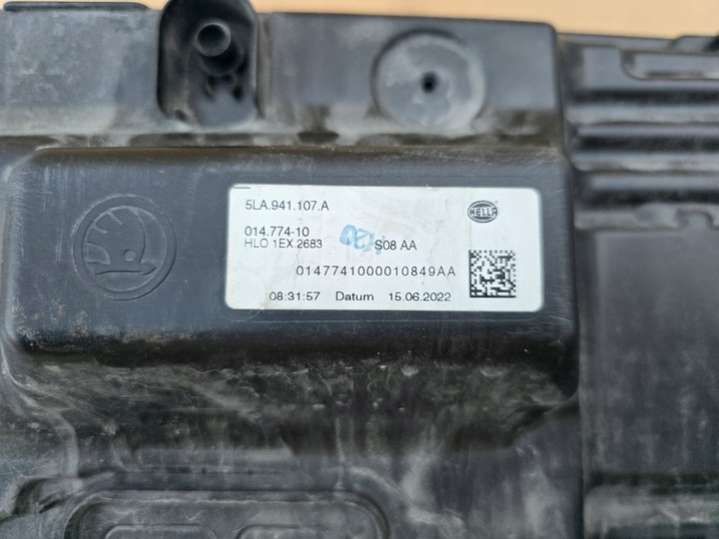 5LA.941.107.A
HELLA
014.774-10
HLO 1EX 2683 S08 AA
0147741000010849AA
08:31:57 Datum 15.06.2022